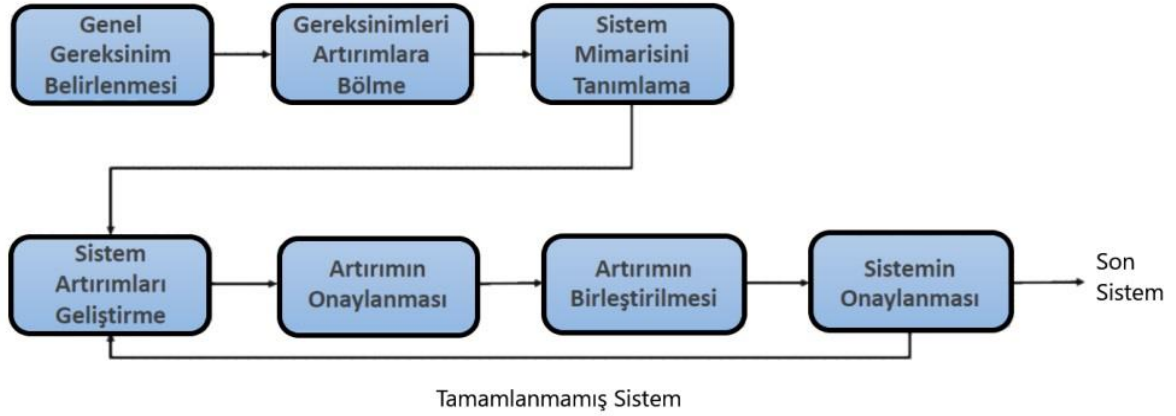 Genel
Gereksinim
Belirlenmesi
Gereksinimleri
Artırımlara
Bölme
Sistem
Mimarisini
Tanımlama
Sistem
Artırımları
Geliştirme
Artırımın
Onaylanması
Artırımın
Birleştirilmesi
Sistemin
Onaylanması
Son
Sistem
Tamamlanmamış Sistem